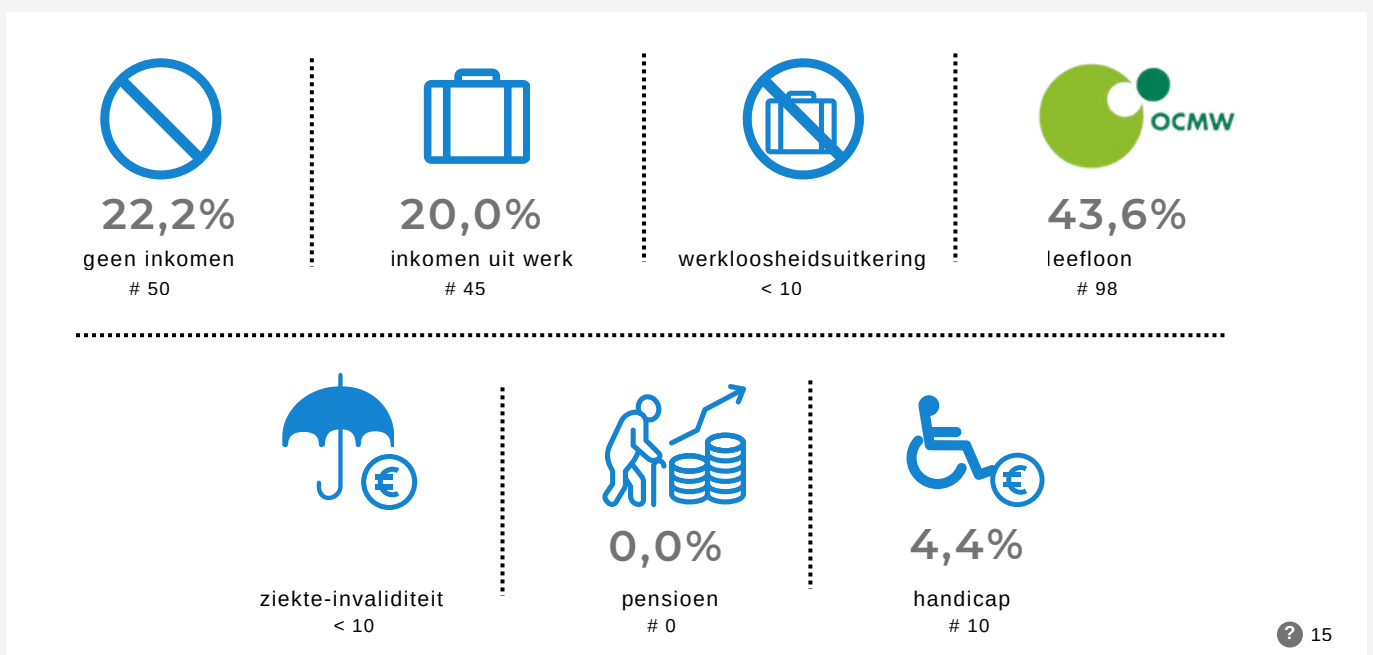 OCMW
22,2%
20,0%
43,6%
geen inkomen
inkomen uit werk
werkloosheidsuitkering
leefloon
# 50
# 45
< 10
# 98
€
€
0,0%
4,4%
ziekte-invaliditeit
pensioen
handicap
< 10
# 0
# 10
? 15